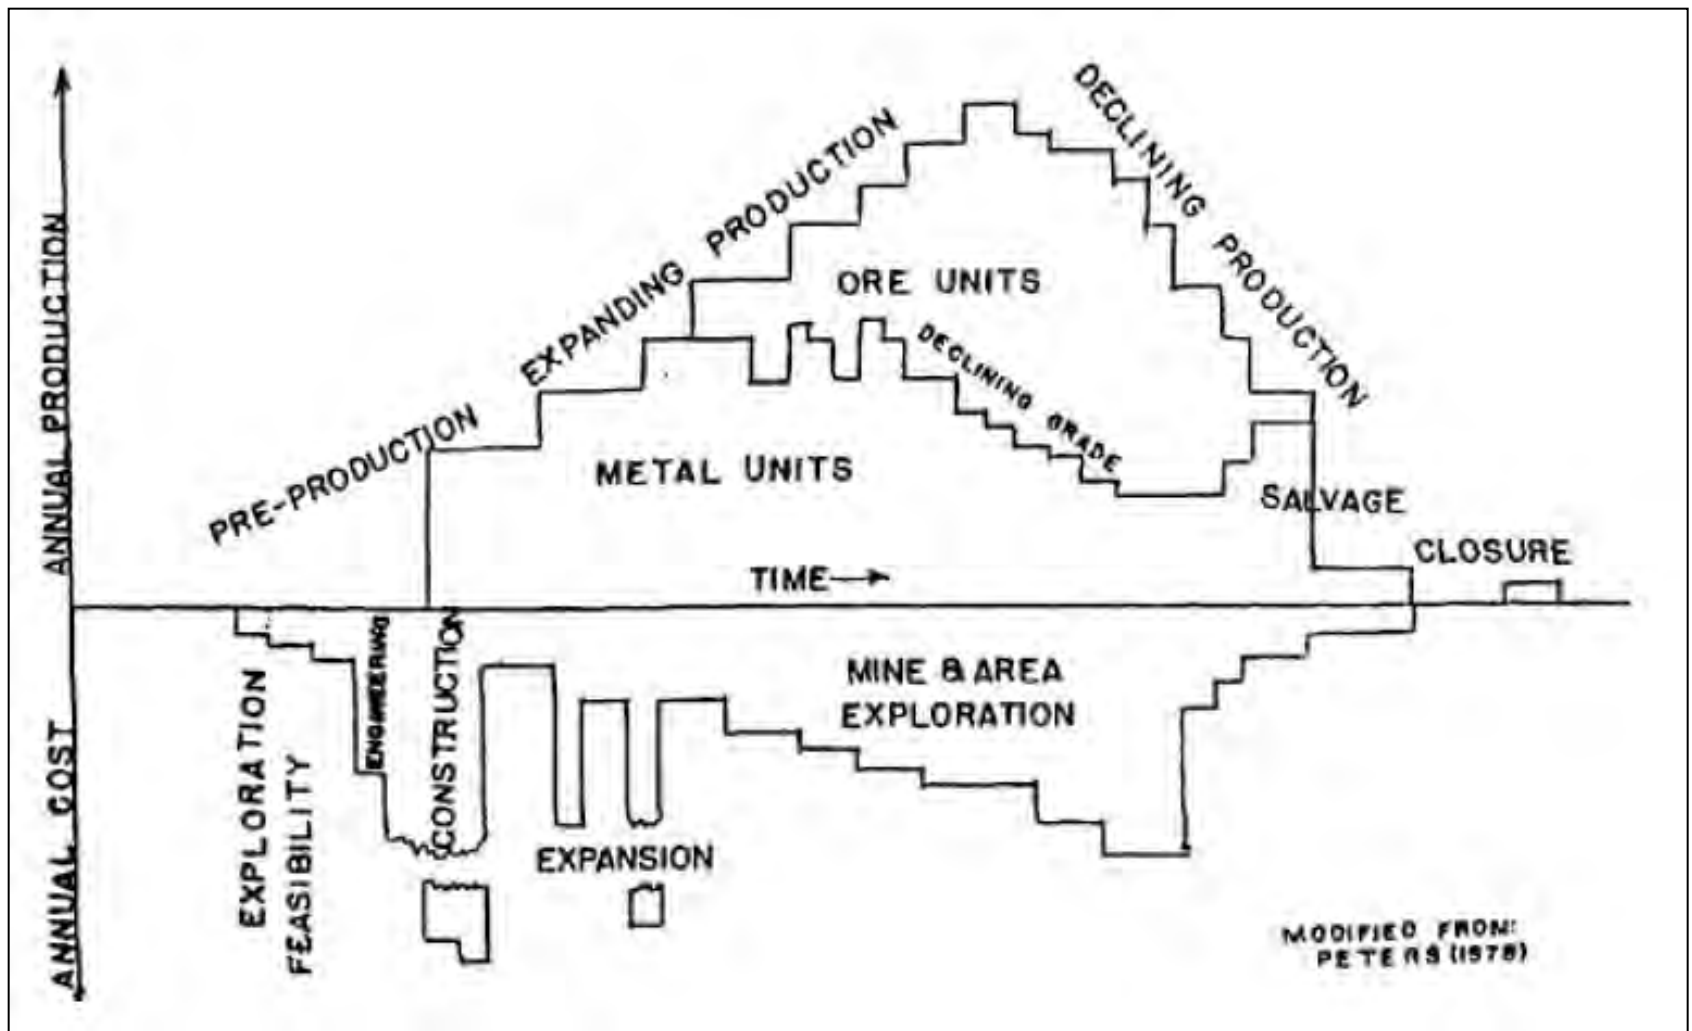 ANNUAL PRODUCTION
ANNUAL COST
PRE-PRODUCTION
EXPANDING PRODUCTION
DECLINING PRODUCTION
ORE UNITS
DECLINING GRADE
METAL UNITS
SALVAGE
CLOSURE
TIME
EXPLORATION
FEASIBILITY
ENGINEERING
CONSTRUCTION
EXPANSION
MINE & AREA
EXPLORATION
MODIFIED FROM:
PETERS (1978)